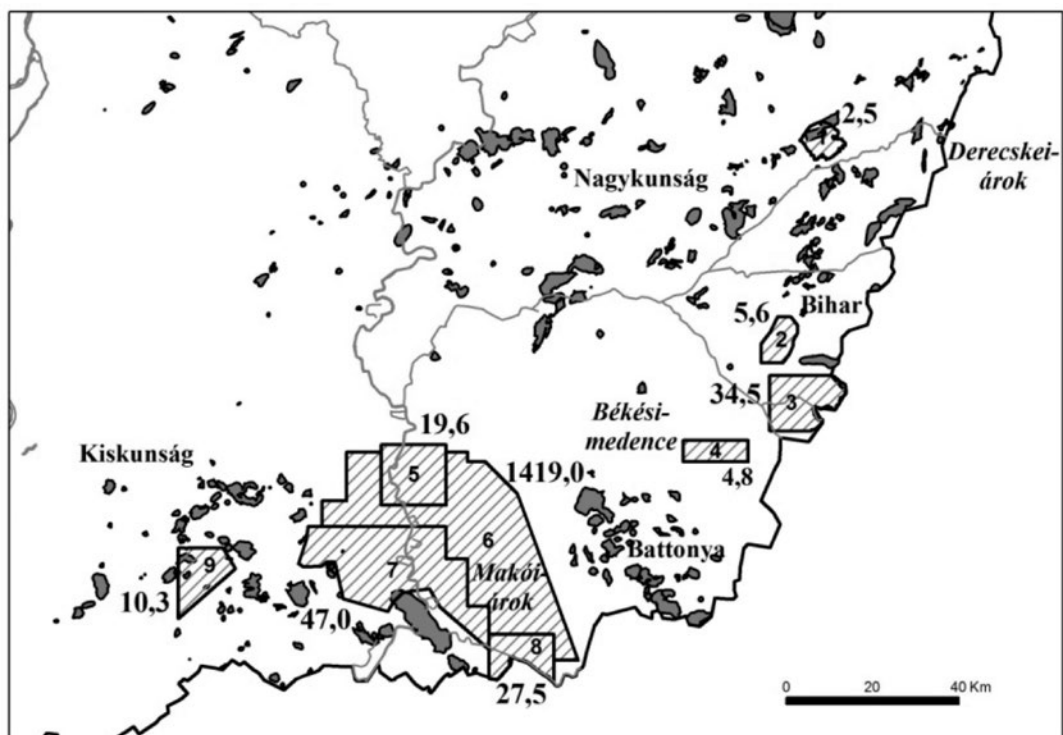 2,5
1
Derecskei-
árok
Nagykunság
Bihar
5,6
2
34,5
3
Békési-
medence
4
4,8
19,6
5
Kiskunság
1419,0
6
Battonya
7
Makói-
árok
9
10,3
47,0
8
27,5
0 20 40 Km